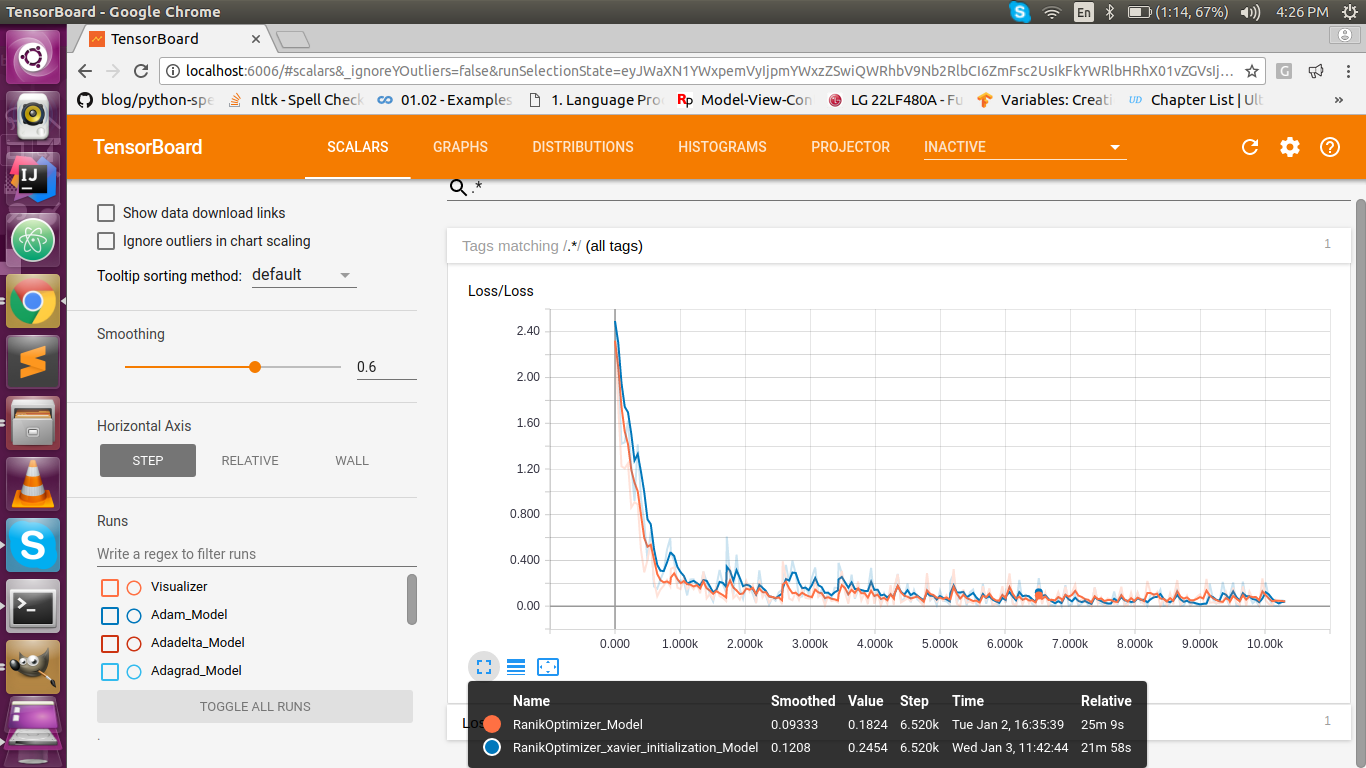 TensorBoard - Google Chrome
En
(1:14, 67%)
4:26 PM
TensorBoard
localhost:6006/#scalars&_ignoreYOutliers=false&runSelectionState=eyJWaXN1YWxpemVyIjpmYWxzZSwiQWRhbV9Nb2RlbCI6ZmFsc2UsIkFkYWRlbHRhX01vZGVsIj...
blog/python-spe
nltk - Spell Check
01.02 - Examples
1. Language Pro
Rp Model-View-Con
LG 22LF480A - Fu
Variables: Creati
UD Chapter List | Ult
»
TensorBoard
SCALARS
GRAPHS
DISTRIBUTIONS
HISTOGRAMS
PROJECTOR
INACTIVE
Show data download links
Ignore outliers in chart scaling
Tooltip sorting method: default
Smoothing
0.6
Horizontal Axis
STEP
RELATIVE
WALL
Runs
Write a regex to filter runs
Visualizer
Adam_Model
Adadelta_Model
Adagrad_Model
TOGGLE ALL RUNS
.
.*
Tags matching /.*/ (all tags)
1
Loss/Loss
2.40
2.00
1.60
1.20
0.800
0.400
0.00
0.000 1.000k 2.000k 3.000k 4.000k 5.000k 6.000k 7.000k 8.000k 9.000k 10.00k
Los
1
Name Smoothed Value Step Time Relative
RanikOptimizer_Model 0.09333 0.1824 6.520k Tue Jan 2, 16:35:39 25m 9s
RanikOptimizer_xavier_initialization_Model 0.1208 0.2454 6.520k Wed Jan 3, 11:42:44 21m 58s
IJ
G